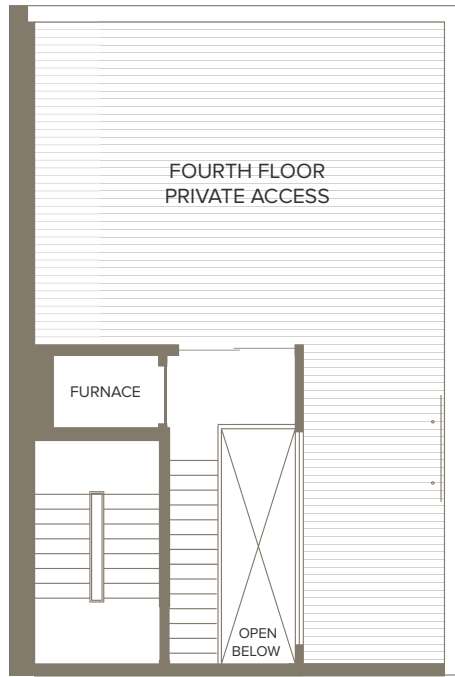 FOURTH FLOOR
PRIVATE ACCESS
FURNACE
OPEN
BELOW